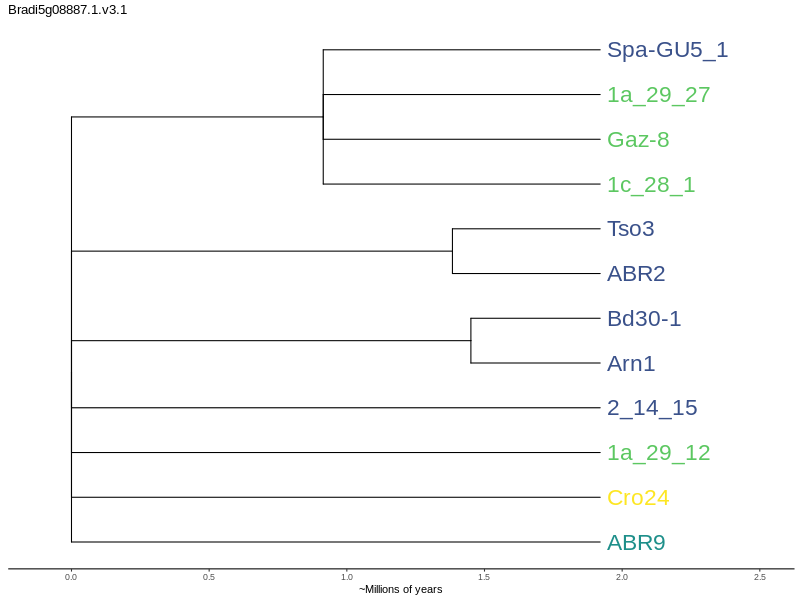 Bradi5g08887.1.v3.1
Spa-GU5_1
1a_29_27
Gaz-8
1c_28_1
Tso3
ABR2
Bd30-1
Arn1
2_14_15
1a_29_12
Cro24
ABR9
0.0 0.5 1.0 1.5 2.0 2.5
~Millions of years